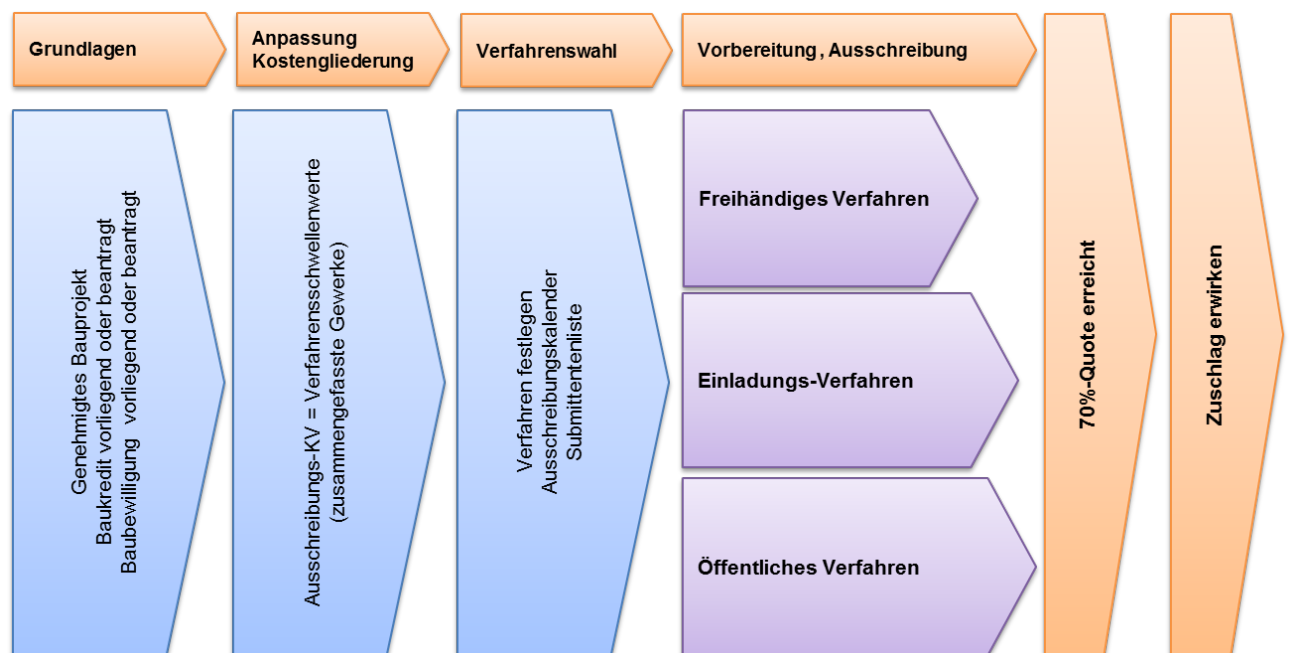 Grundlagen
Anpassung
Kostengliederung
Verfahrenswahl
Vorbereitung, Ausschreibung
Genehmigtes Bauprojekt
Baukredit vorliegend oder beantragt
Baubewilligung vorliegend oder beantragt
Ausschreibungs-KV = Verfahrensschwellenwerte
(zusammengefasste Gewerke)
Verfahren festlegen
Ausschreibungskalender
Submittentenliste
Freihändiges Verfahren
Einladungs-Verfahren
Öffentliches Verfahren
70%-Quote erreicht
Zuschlag erwirken